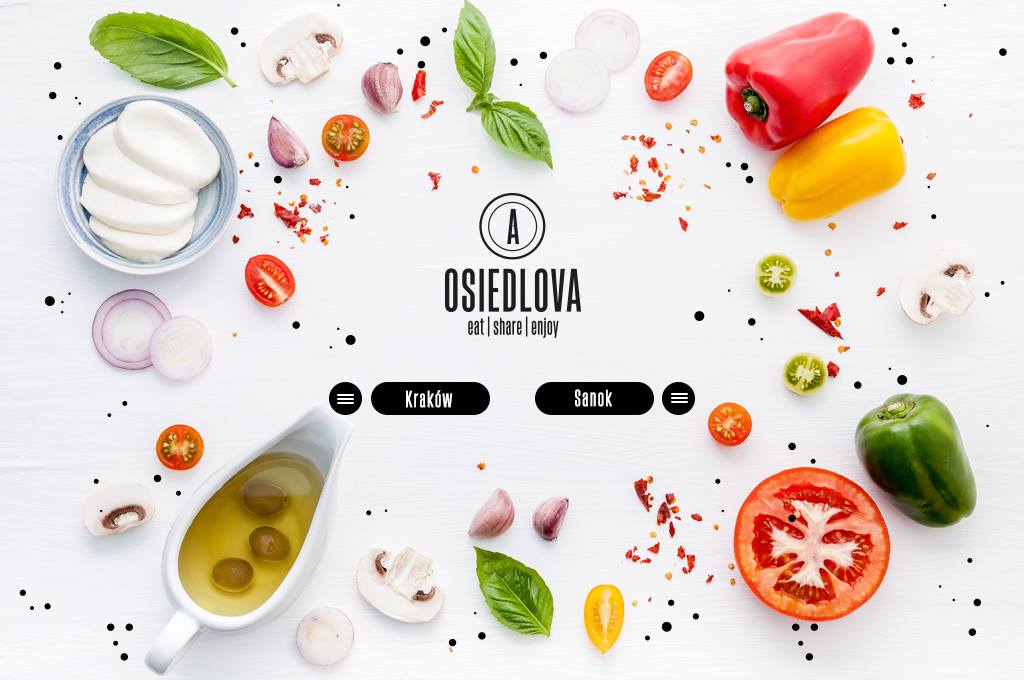 A
OSIEDLOVA
eat | share | enjoy
Kraków
Sanok